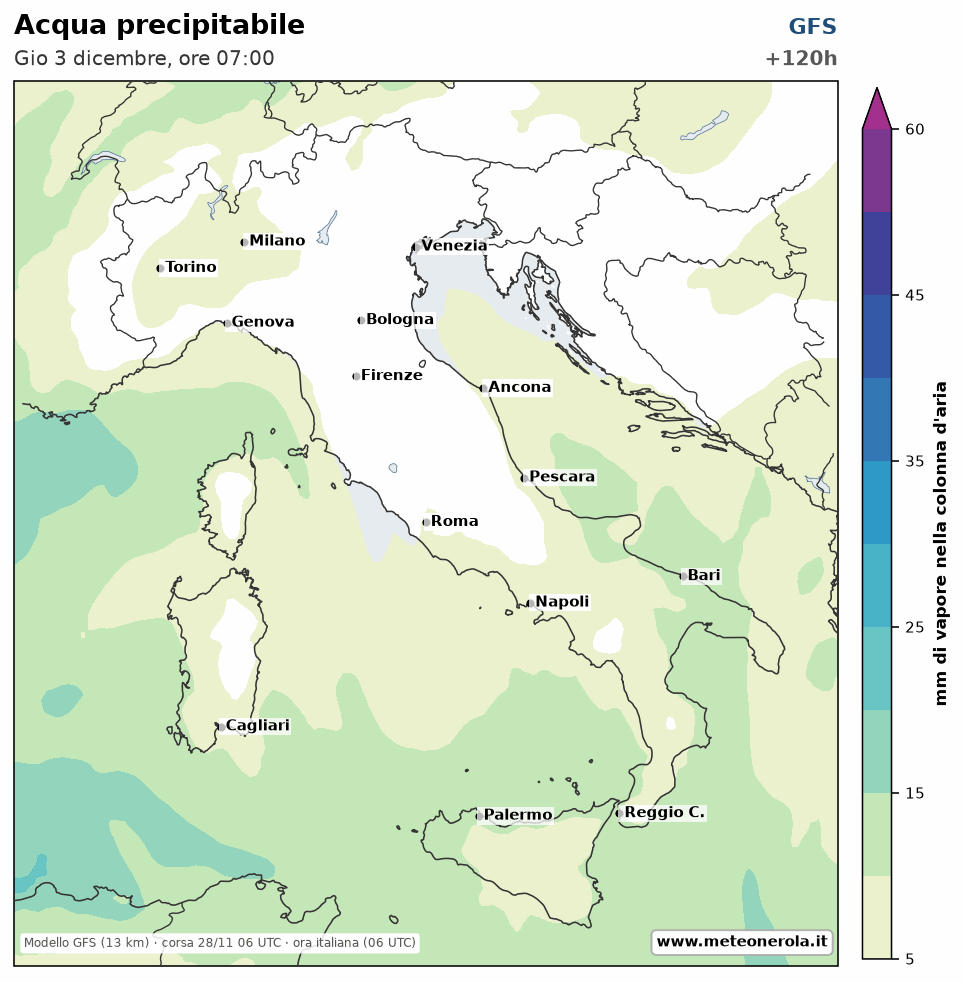 Acqua precipitabile
GFS
Gio 3 dicembre, ore 07:00
+120h
60
45
35
25
15
5
mm di vapore nella colonna d'aria
Milano
Venezia
Torino
Genova
Bologna
Firenze
Ancona
Pescara
Roma
Bari
Napoli
Cagliari
Palermo
Reggio C.
Modello GFS (13 km) · corsa 28/11 06 UTC · ora italiana (06 UTC)
www.meteonerola.it